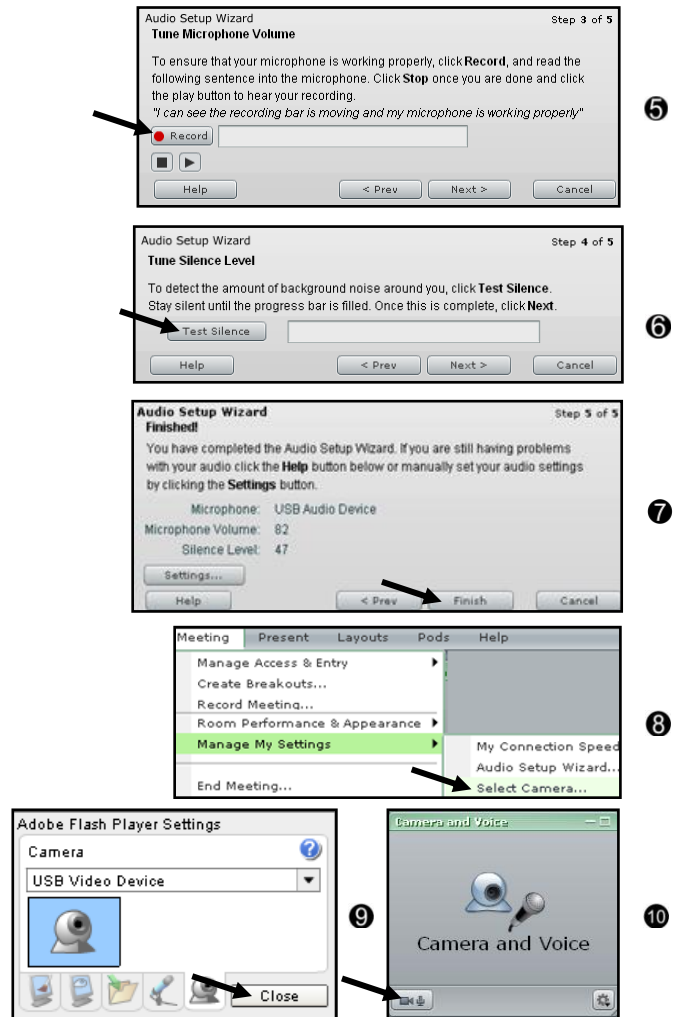 Audio Setup Wizard Step 3 of 5
Tune Microphone Volume
To ensure that your microphone is working properly, click Record, and read the
following sentence into the microphone. Click Stop once you are done and click
the play button to hear your recording.
"I can see the recording bar is moving and my microphone is working properly"
Record
Help < Prev Next > Cancel
5
Audio Setup Wizard Step 4 of 5
Tune Silence Level
To detect the amount of background noise around you, click Test Silence.
Stay silent until the progress bar is filled. Once this is complete, click Next.
Test Silence
Help < Prev Next > Cancel
6
Audio Setup Wizard Step 5 of 5
Finished!
You have completed the Audio Setup Wizard. If you are still having problems
with your audio click the Help button below or manually set your audio settings
by clicking the Settings button.
Microphone: USB Audio Device
Microphone Volume: 82
Silence Level: 47
Settings...
Help < Prev Finish Cancel
7
Meeting Present Layouts Pods Help
Manage Access & Entry
Create Breakouts...
Record Meeting...
Room Performance & Appearance
Manage My Settings
My Connection Speed
Audio Setup Wizard...
End Meeting...
Select Camera...
8
Adobe Flash Player Settings
Camera ?
USB Video Device
Close
9
Camera and Voice
Camera and Voice
10